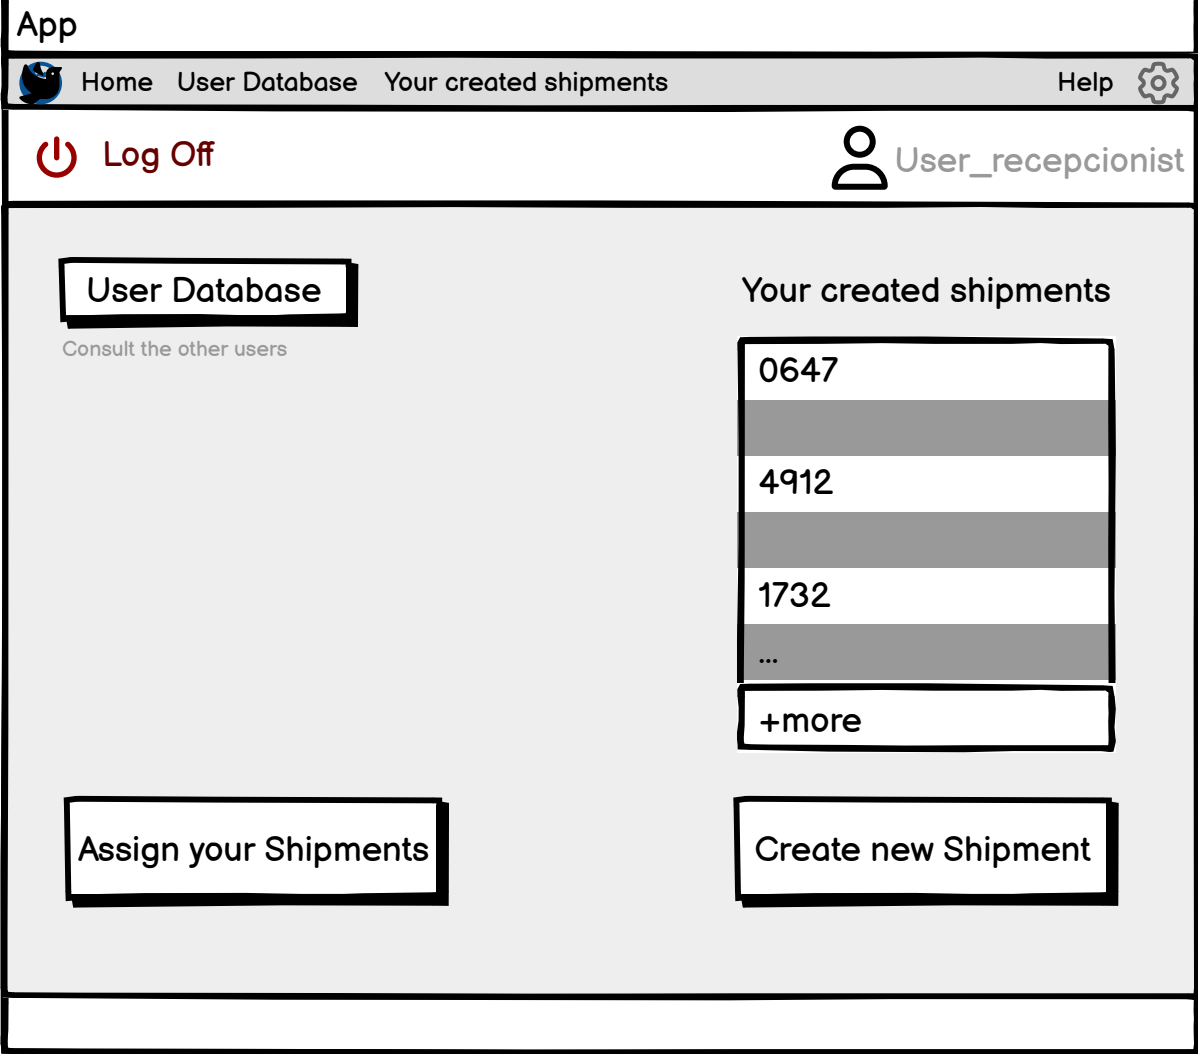 App
Home User Database Your created shipments Help
Log Off User_recepcionist
User Database
Consult the other users
Your created shipments
0647
4912
1732
...
+more
Assign your Shipments
Create new Shipment